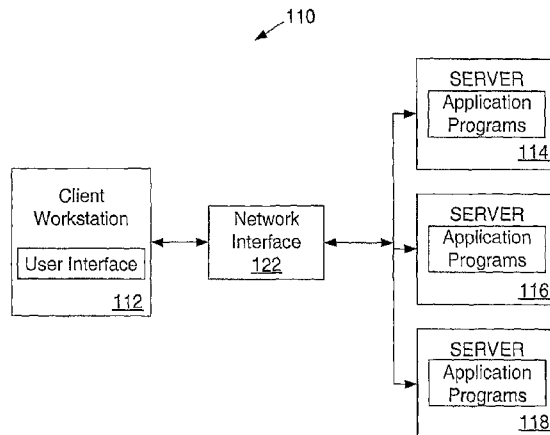 110
Client
Workstation
User Interface
112
Network
Interface
122
SERVER
Application
Programs
114
SERVER
Application
Programs
116
SERVER
Application
Programs
118